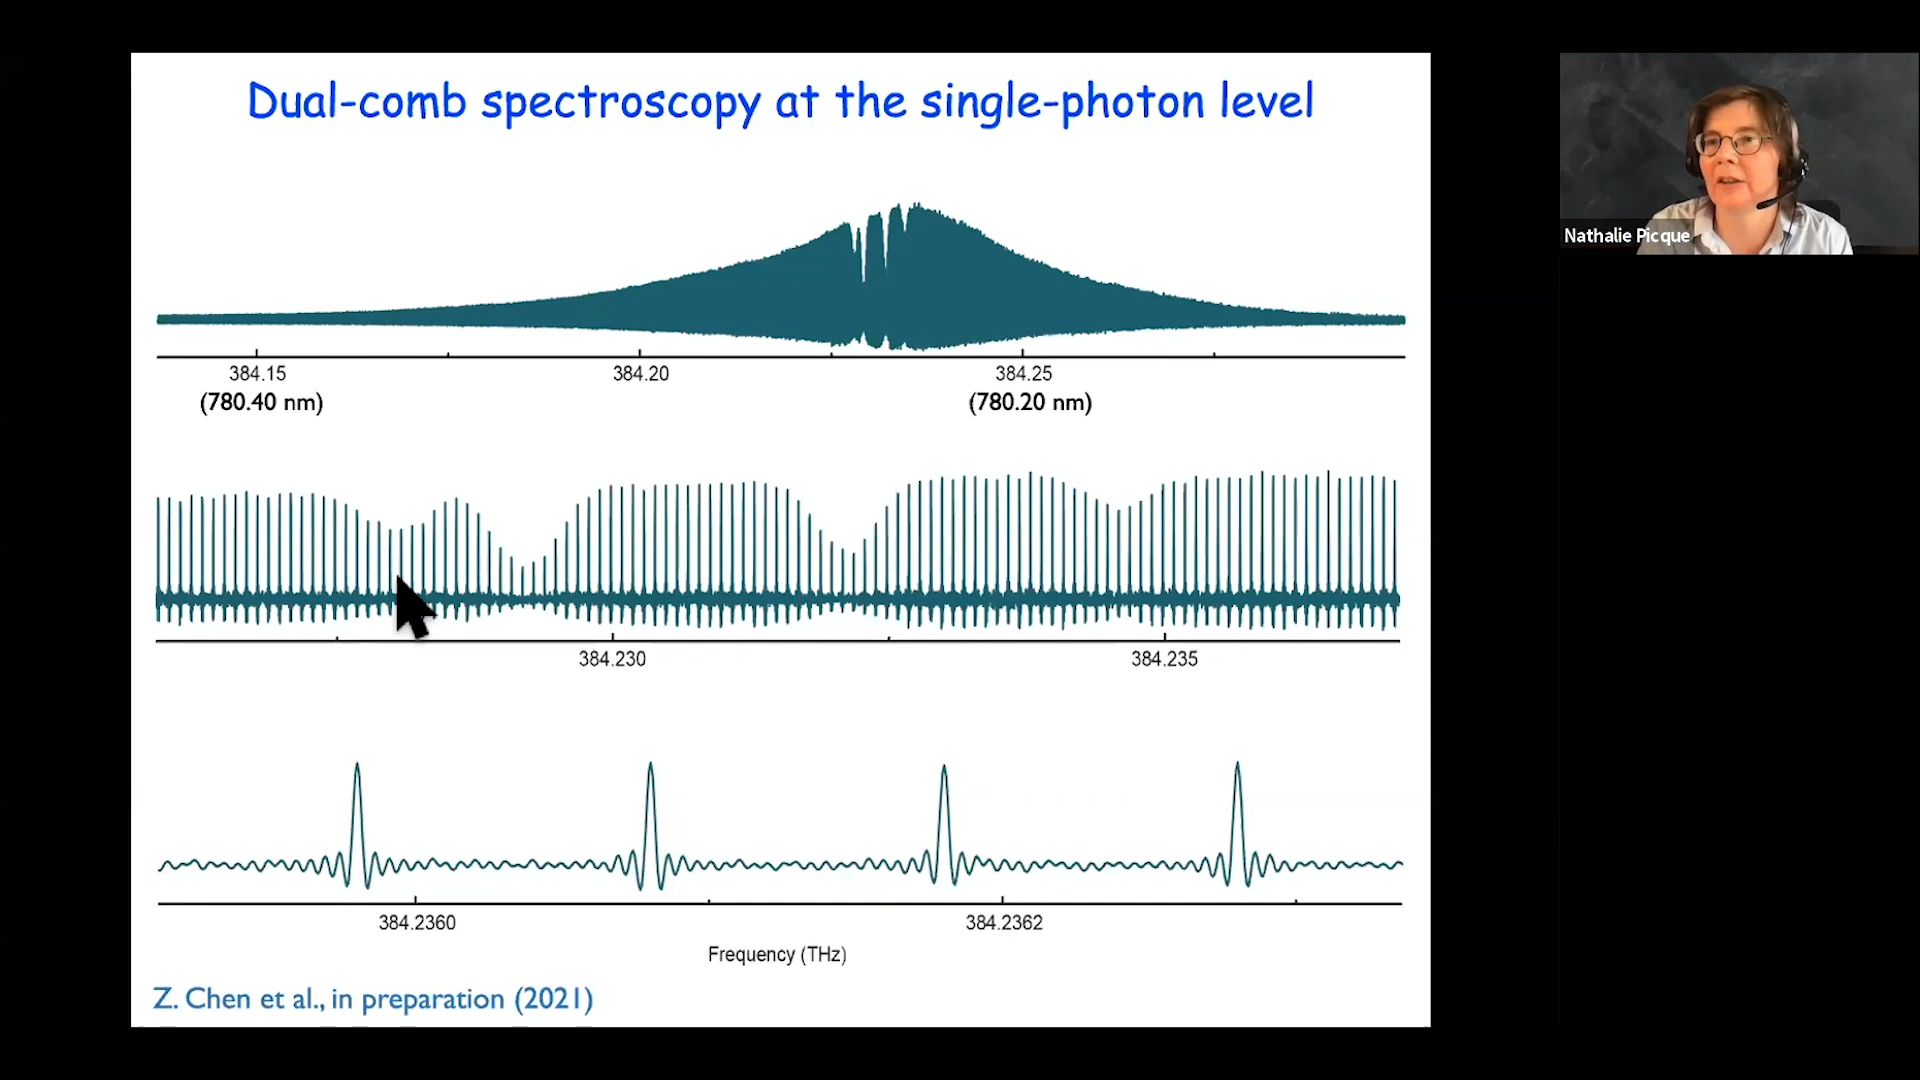 Dual-comb spectroscopy at the single-photon level
Nathalie Picque
384.15 384.20 384.25
(780.40 nm) (780.20 nm)
384.230 384.235
384.2360 384.2362
Frequency (THz)
Z. Chen et al., in preparation (2021)